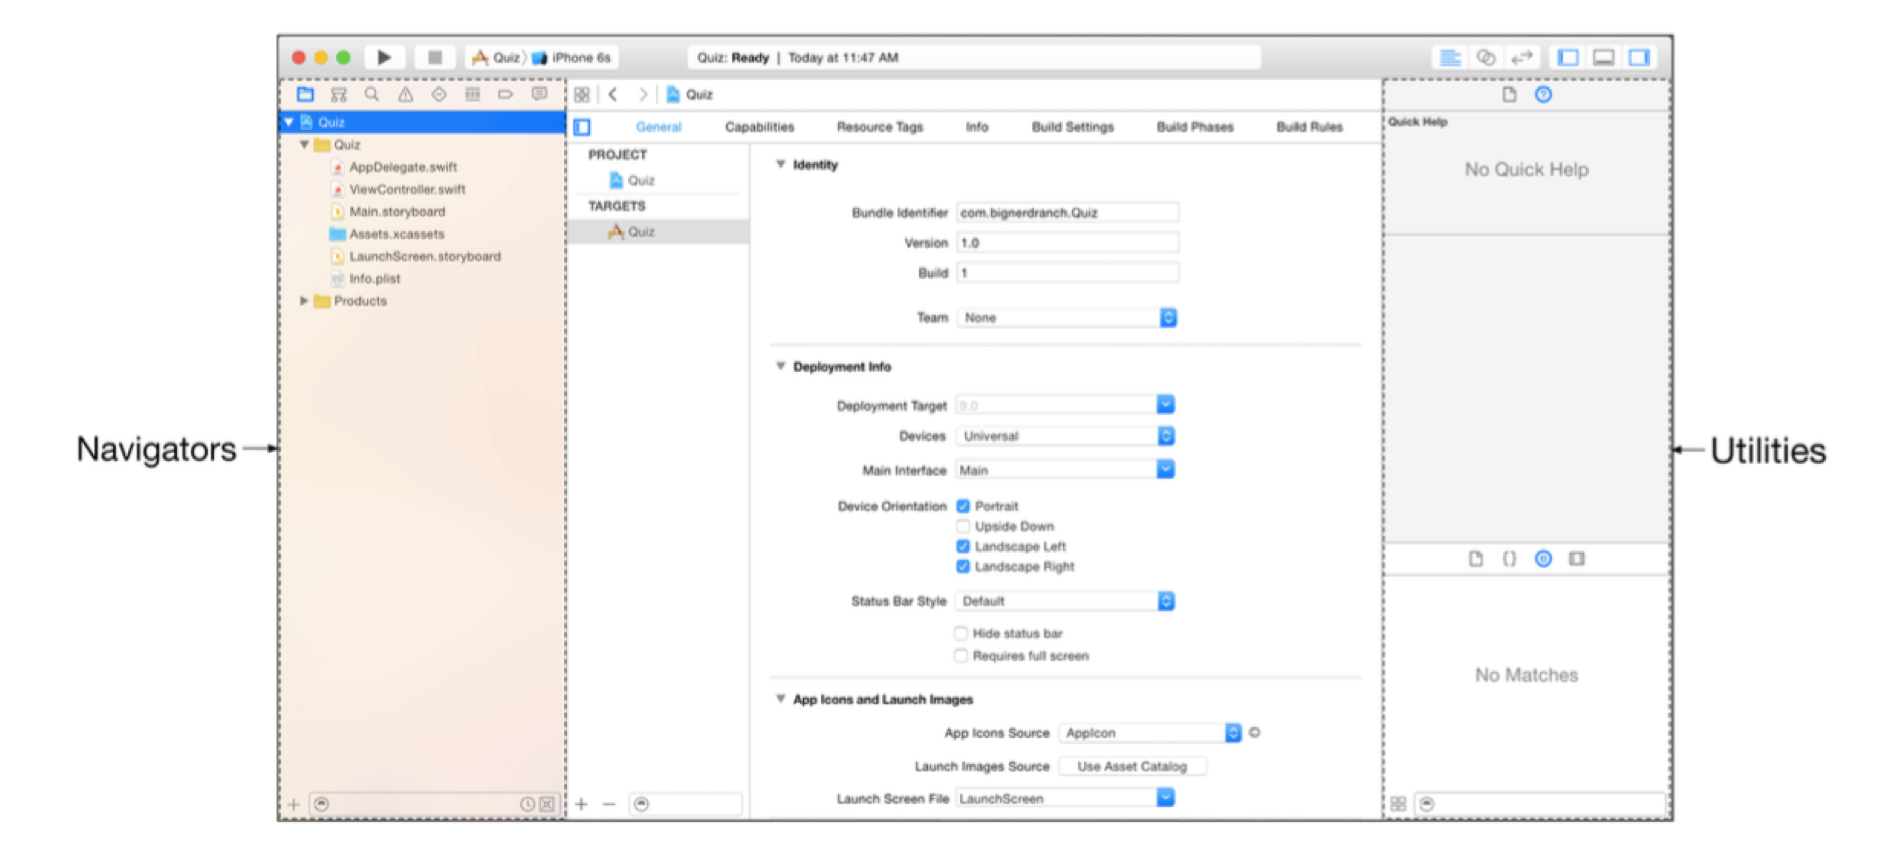 Quiz iPhone 6s
Quiz: Ready | Today at 11:47 AM
Quiz
Quiz
Quiz
AppDelegate.swift
ViewController.swift
Main.storyboard
Assets.xcassets
LaunchScreen.storyboard
Info.plist
Products
General Capabilities Resource Tags Info Build Settings Build Phases Build Rules
PROJECT
Quiz
TARGETS
Quiz
Identity
Bundle Identifier com.bignerdranch.Quiz
Version 1.0
Build 1
Team None
Deployment Info
Deployment Target 9.0
Devices Universal
Main Interface Main
Device Orientation Portrait
Upside Down
Landscape Left
Landscape Right
Status Bar Style Default
Hide status bar
Requires full screen
App Icons and Launch Images
App Icons Source AppIcon
Launch Images Source Use Asset Catalog
Launch Screen File LaunchScreen
Quick Help
No Quick Help
No Matches
Navigators
Utilities